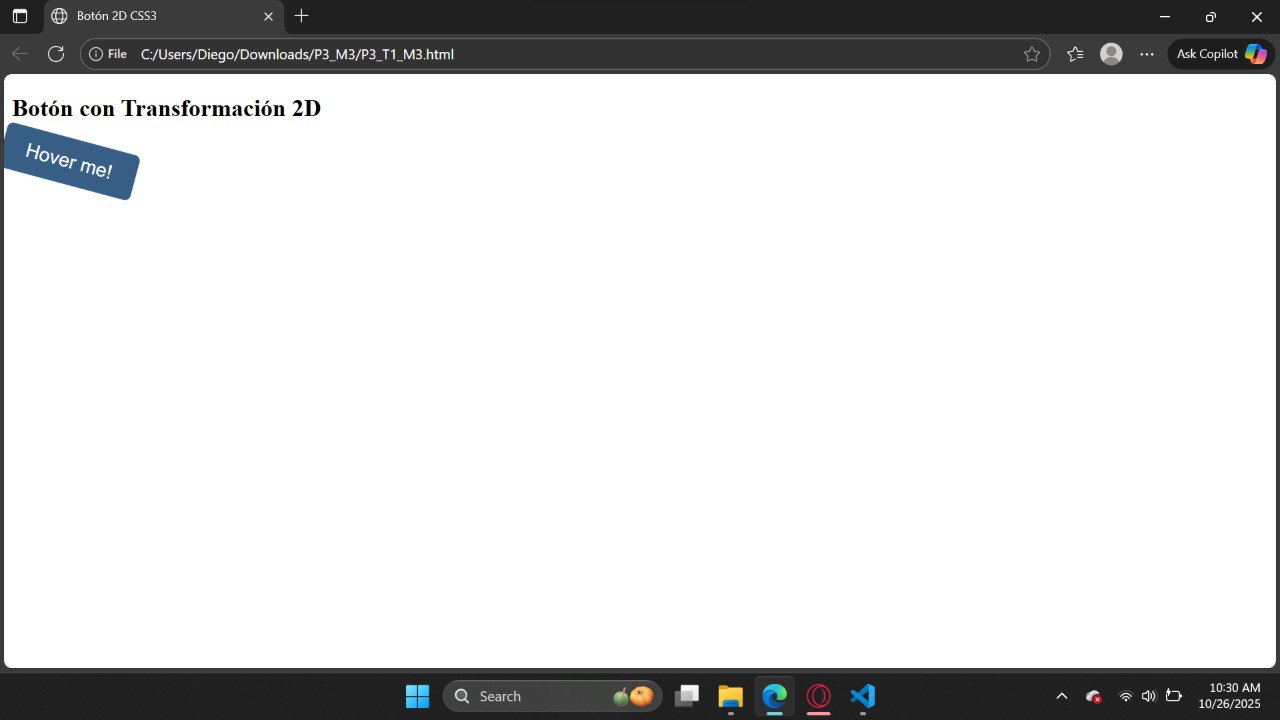 Botón 2D CSS3
File C:/Users/Diego/Downloads/P3_M3/P3_T1_M3.html
Ask Copilot
Botón con Transformación 2D
Hover me!
Search
10:30 AM
10/26/2025